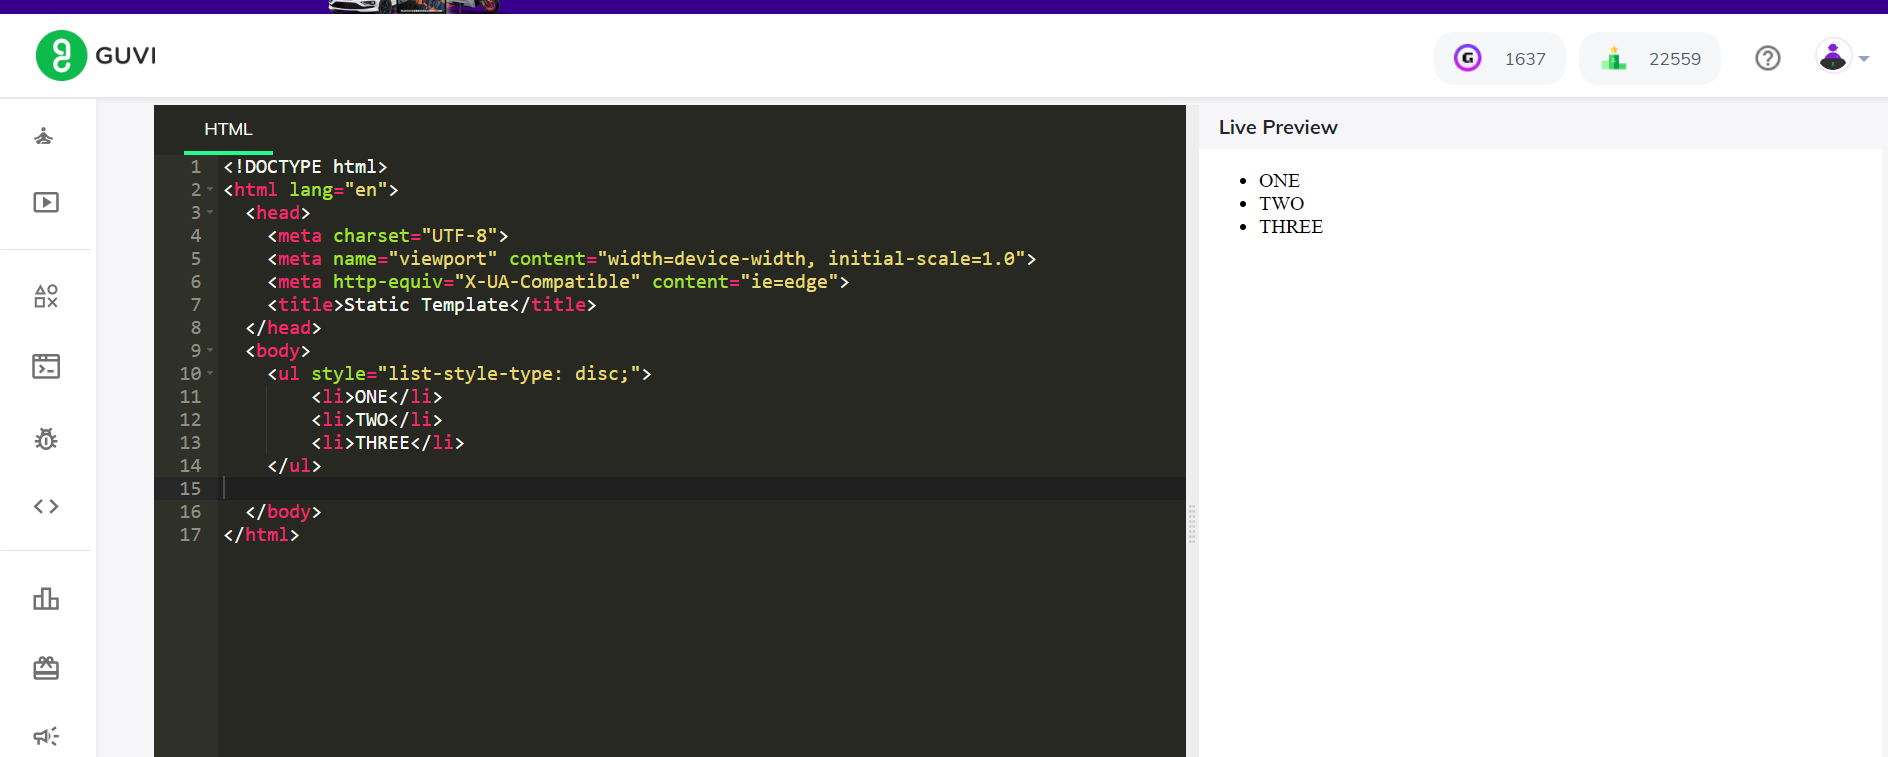 GUVI
1637
22559
HTML
Live Preview
1 <!DOCTYPE html>
2 <html lang="en">
3   <head>
4     <meta charset="UTF-8">
5     <meta name="viewport" content="width=device-width, initial-scale=1.0">
6     <meta http-equiv="X-UA-Compatible" content="ie=edge">
7     <title>Static Template</title>
8   </head>
9   <body>
10     <ul style="list-style-type: disc;">
11         <li>ONE</li>
12         <li>TWO</li>
13         <li>THREE</li>
14     </ul>
15
16   </body>
17 </html>
• ONE
• TWO
• THREE